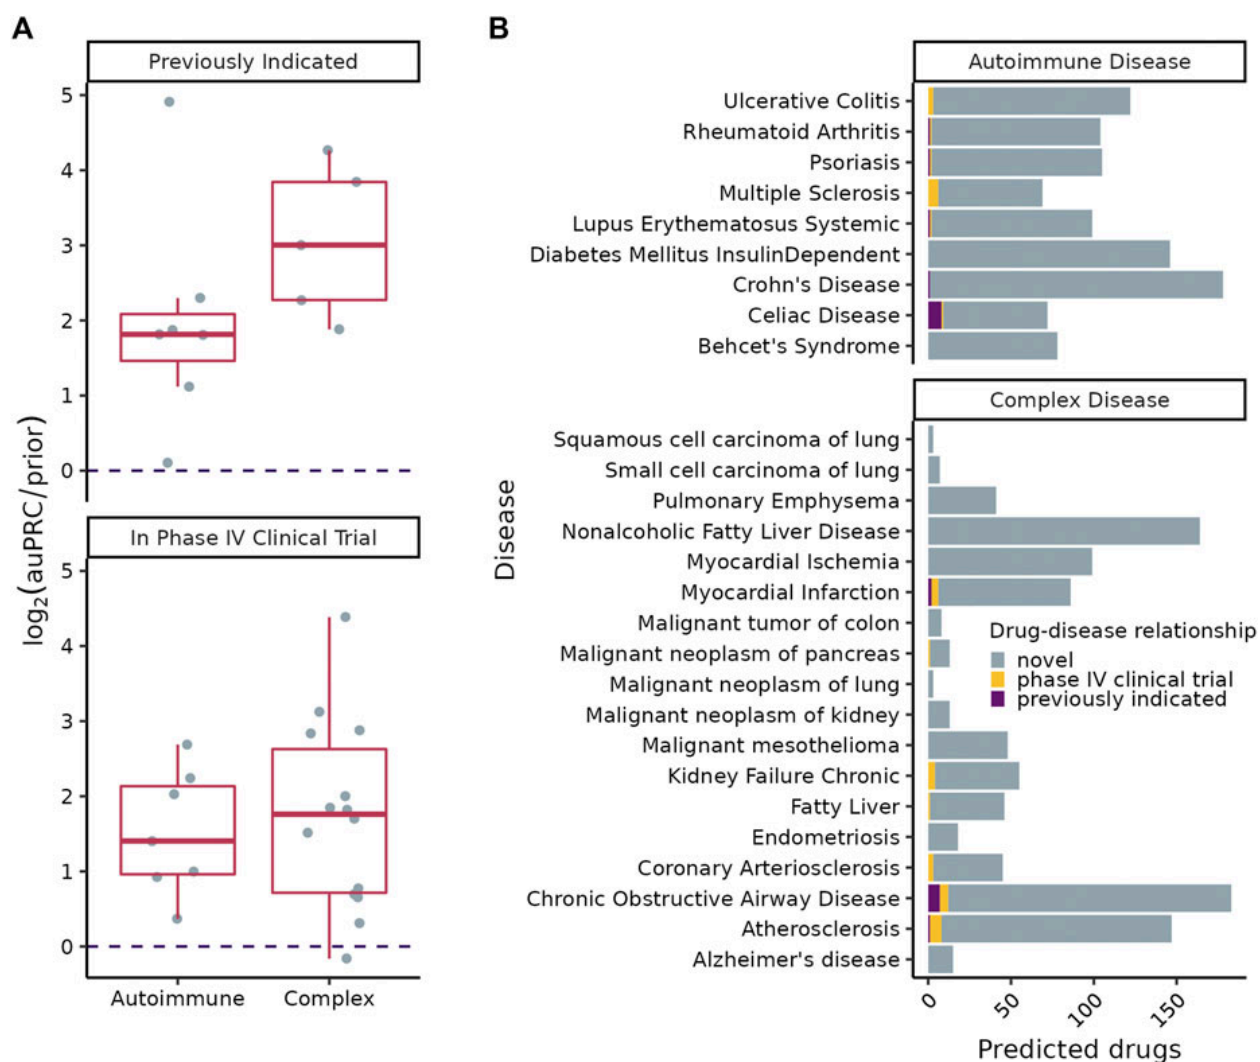 A
Previously Indicated
5
4
3
2
1
0
In Phase IV Clinical Trial
5
4
3
2
1
0
log2(auPRC/prior)
Autoimmune
Complex
B
Autoimmune Disease
Ulcerative Colitis
Rheumatoid Arthritis
Psoriasis
Multiple Sclerosis
Lupus Erythematosus Systemic
Diabetes Mellitus InsulinDependent
Crohn's Disease
Celiac Disease
Behcet's Syndrome
Complex Disease
Squamous cell carcinoma of lung
Small cell carcinoma of lung
Pulmonary Emphysema
Nonalcoholic Fatty Liver Disease
Myocardial Ischemia
Myocardial Infarction
Malignant tumor of colon
Malignant neoplasm of pancreas
Malignant neoplasm of lung
Malignant neoplasm of kidney
Malignant mesothelioma
Kidney Failure Chronic
Fatty Liver
Endometriosis
Coronary Arteriosclerosis
Chronic Obstructive Airway Disease
Atherosclerosis
Alzheimer's disease
Disease
Drug-disease relationship
novel
phase IV clinical trial
previously indicated
0
50
100
150
Predicted drugs